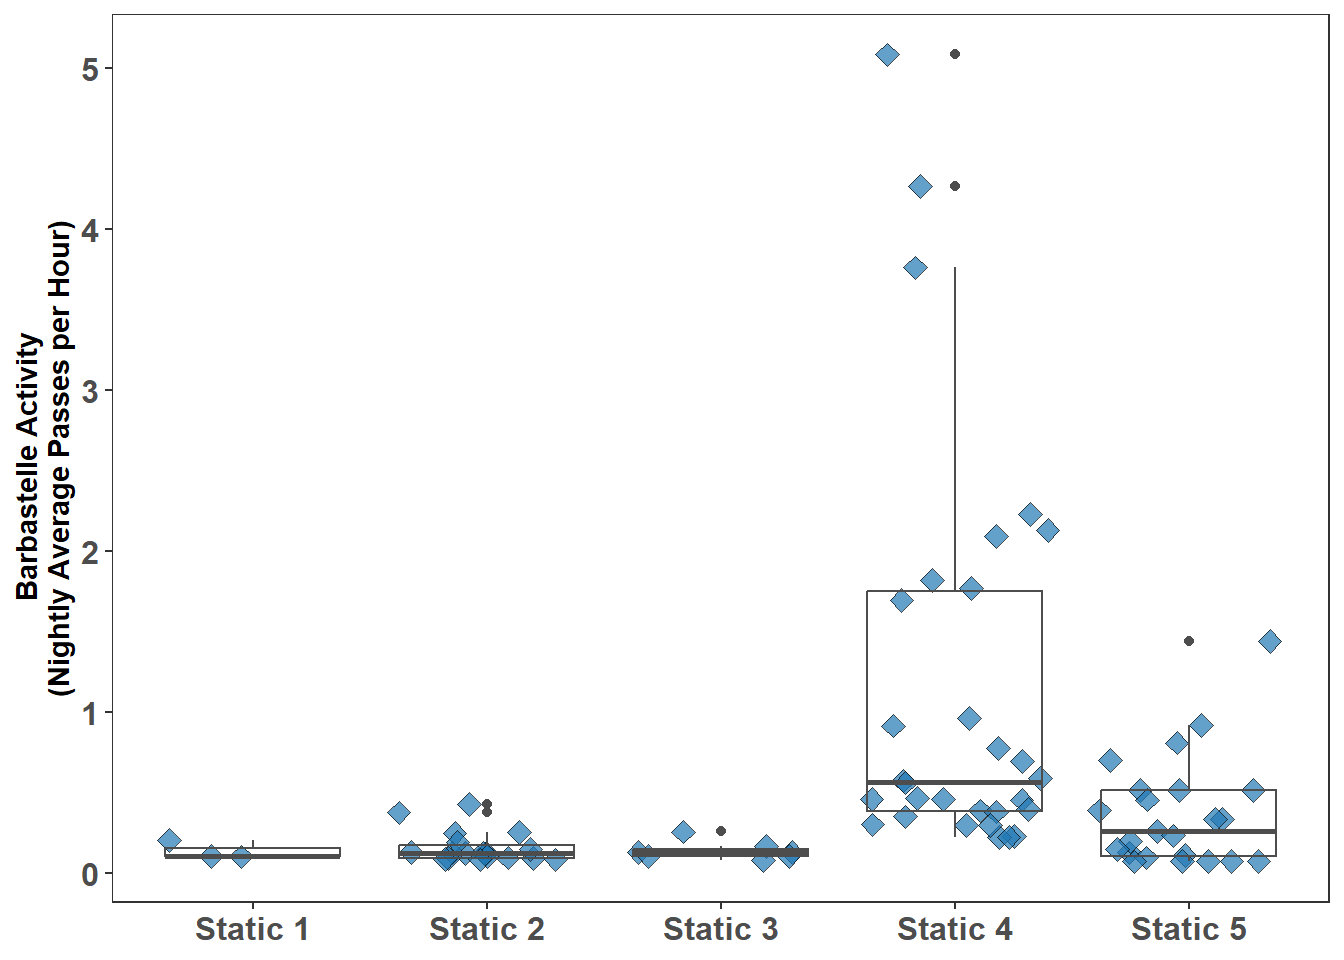 Barbastelle Activity
(Nightly Average Passes per Hour)
5
4
3
2
1
0
Static 1
Static 2
Static 3
Static 4
Static 5